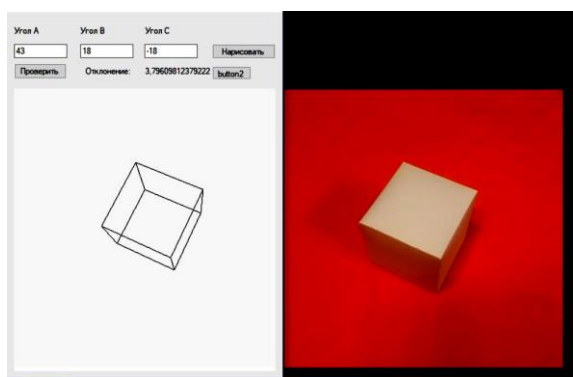 Угол А Угол В Угол С
43 18 -18 Нарисовать
Проверить Отклонение: 3,79609812379222 button2